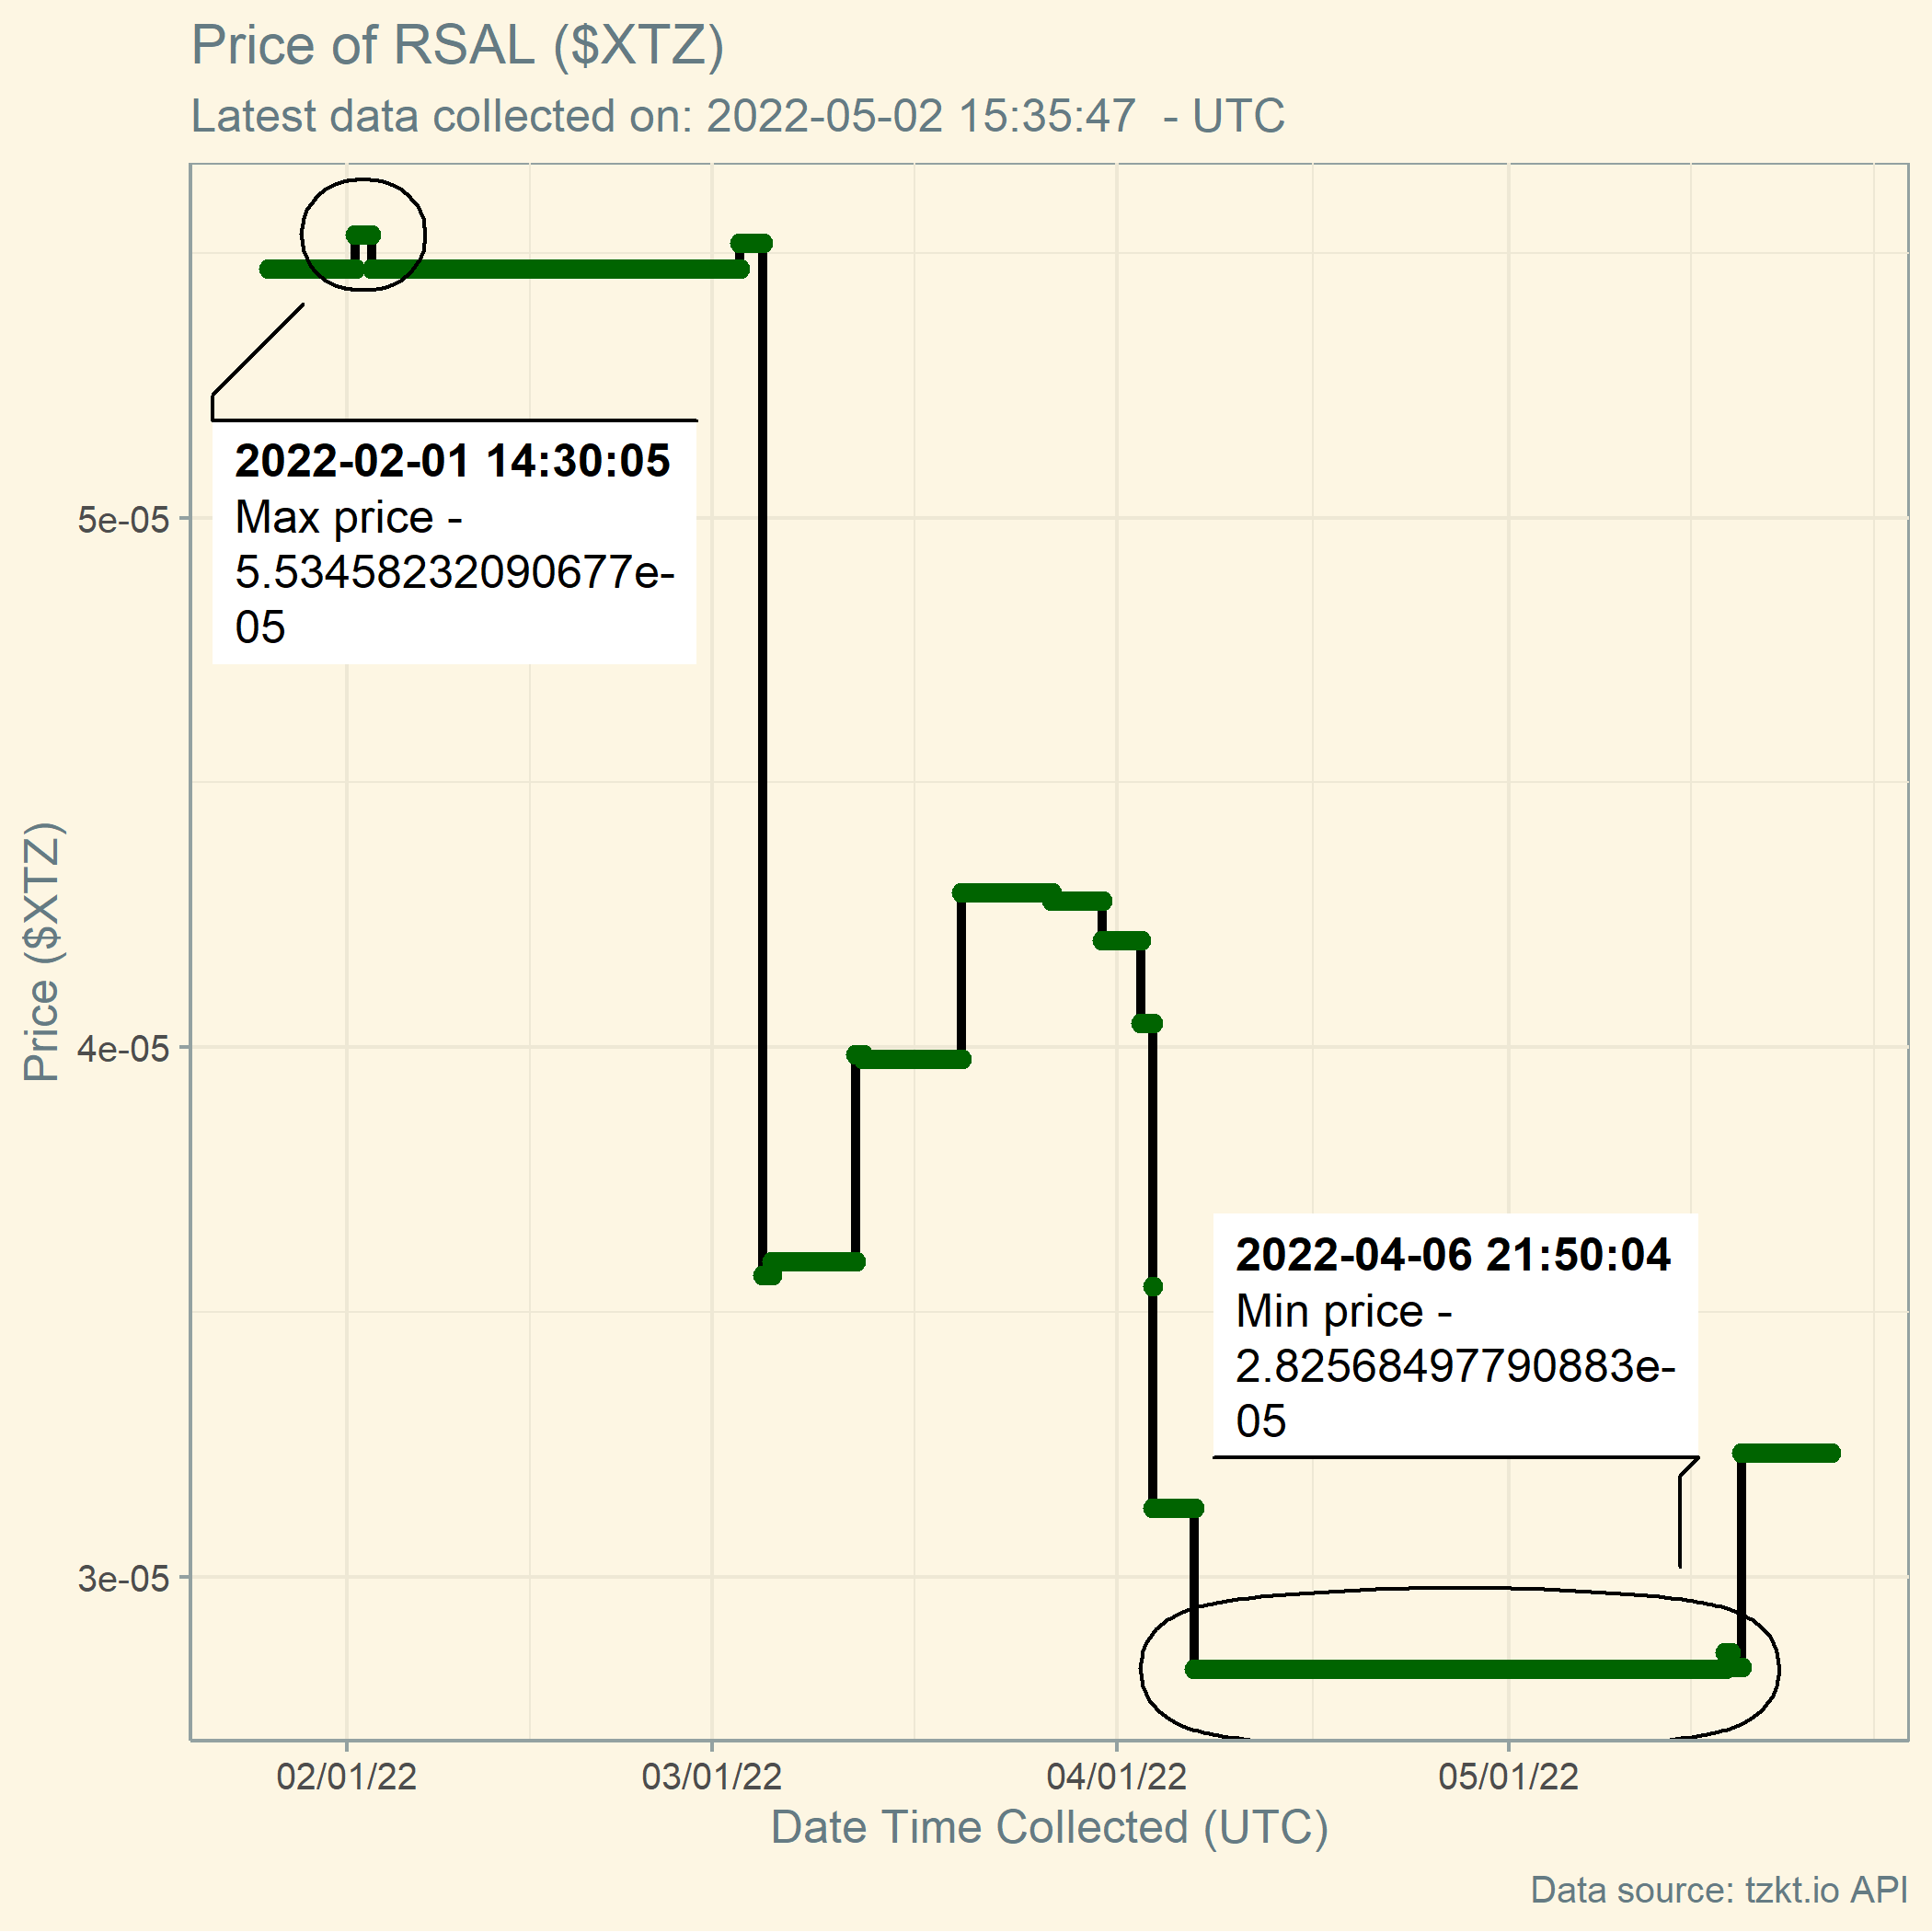 Price of RSAL ($XTZ)
Latest data collected on: 2022-05-02 15:35:47  - UTC
2022-02-01 14:30:05
Max price -
5.53458232090677e-
05
5e-05
4e-05
3e-05
Price ($XTZ)
2022-04-06 21:50:04
Min price -
2.82568497790883e-
05
02/01/22
03/01/22
04/01/22
05/01/22
Date Time Collected (UTC)
Data source: tzkt.io API